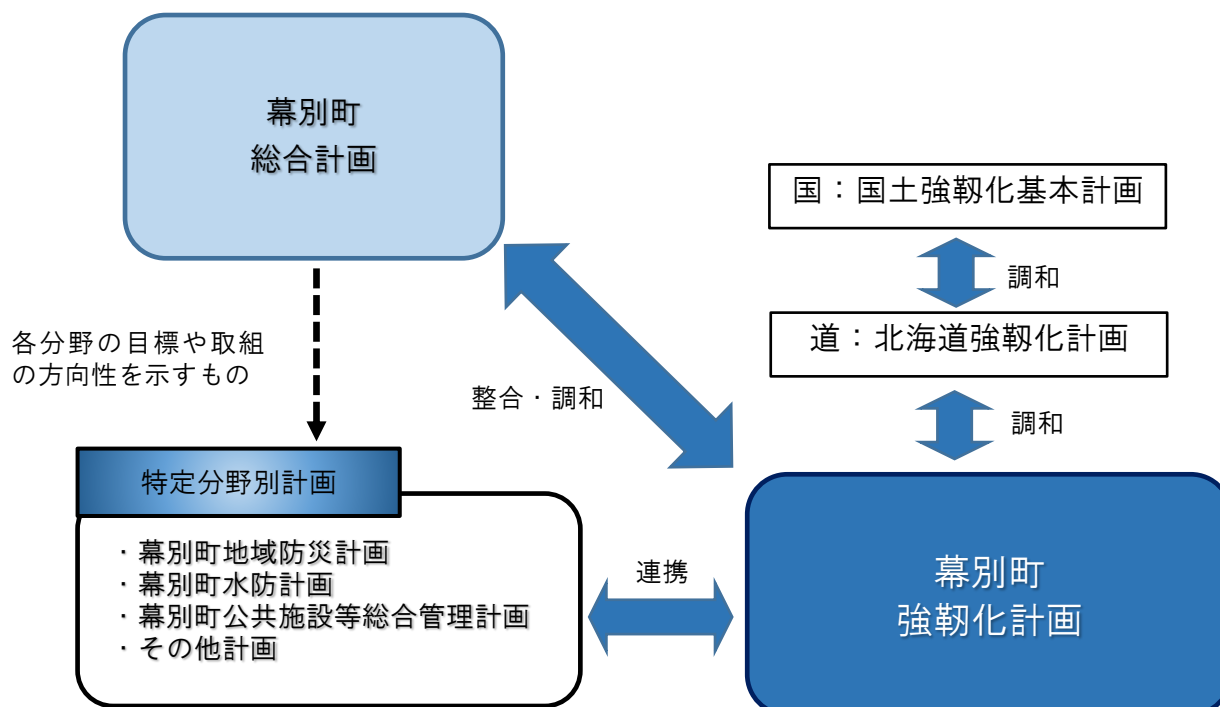 幕別町
総合計画
国：国土強靱化基本計画
調和
道：北海道強靱化計画
調和
各分野の目標や取組
の方向性を示すもの
整合・調和
特定分野別計画
・幕別町地域防災計画
・幕別町水防計画
・幕別町公共施設等総合管理計画
・その他計画
連携
幕別町
強靱化計画